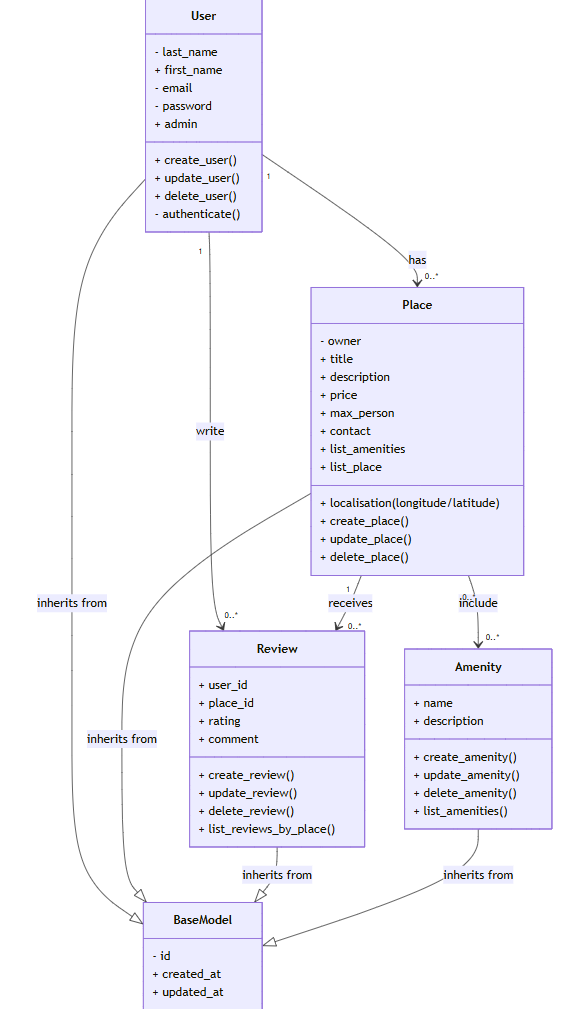 User
- last_name
+ first_name
- email
- password
+ admin
+ create_user()
+ update_user()
+ delete_user()
- authenticate()
1
1
has
0..*
Place
- owner
+ title
+ description
+ price
+ max_person
+ contact
+ list_amenities
+ list_place
+ localisation(longitude/latitude)
+ create_place()
+ update_place()
+ delete_place()
write
inherits from
1
receives
0..*
include
0..*
0..*
0..*
Review
+ user_id
+ place_id
+ rating
+ comment
+ create_review()
+ update_review()
+ delete_review()
+ list_reviews_by_place()
Amenity
+ name
+ description
+ create_amenity()
+ update_amenity()
+ delete_amenity()
+ list_amenities()
inherits from
inherits from
inherits from
BaseModel
- id
+ created_at
+ updated_at